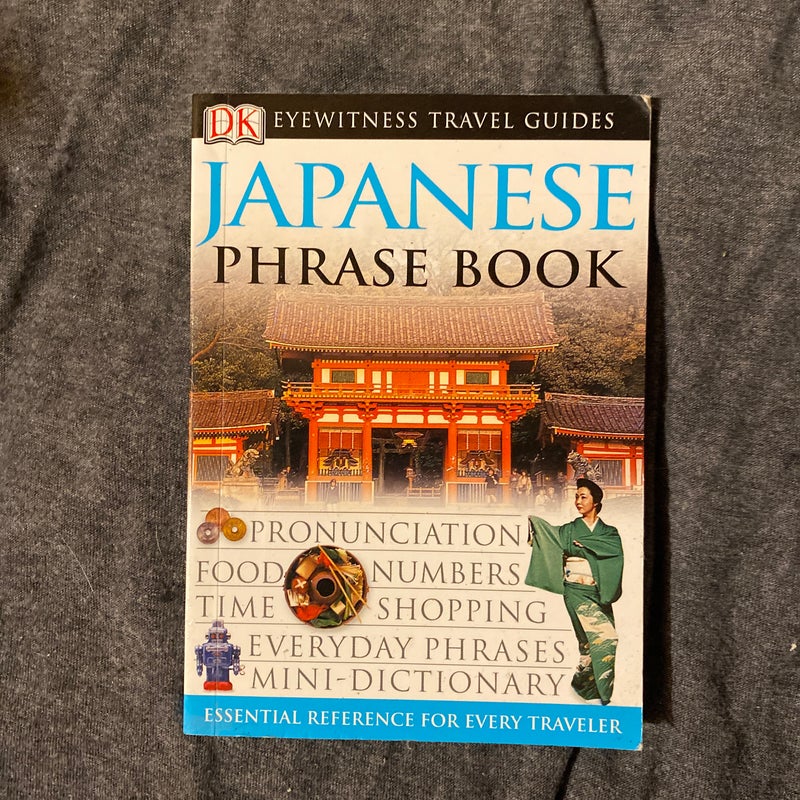 DK EYEWITNESS TRAVEL GUIDES
JAPANESE
PHRASE BOOK
PRONUNCIATION
FOOD NUMBERS
TIME SHOPPING
EVERYDAY PHRASES
MINI-DICTIONARY
ESSENTIAL REFERENCE FOR EVERY TRAVELER